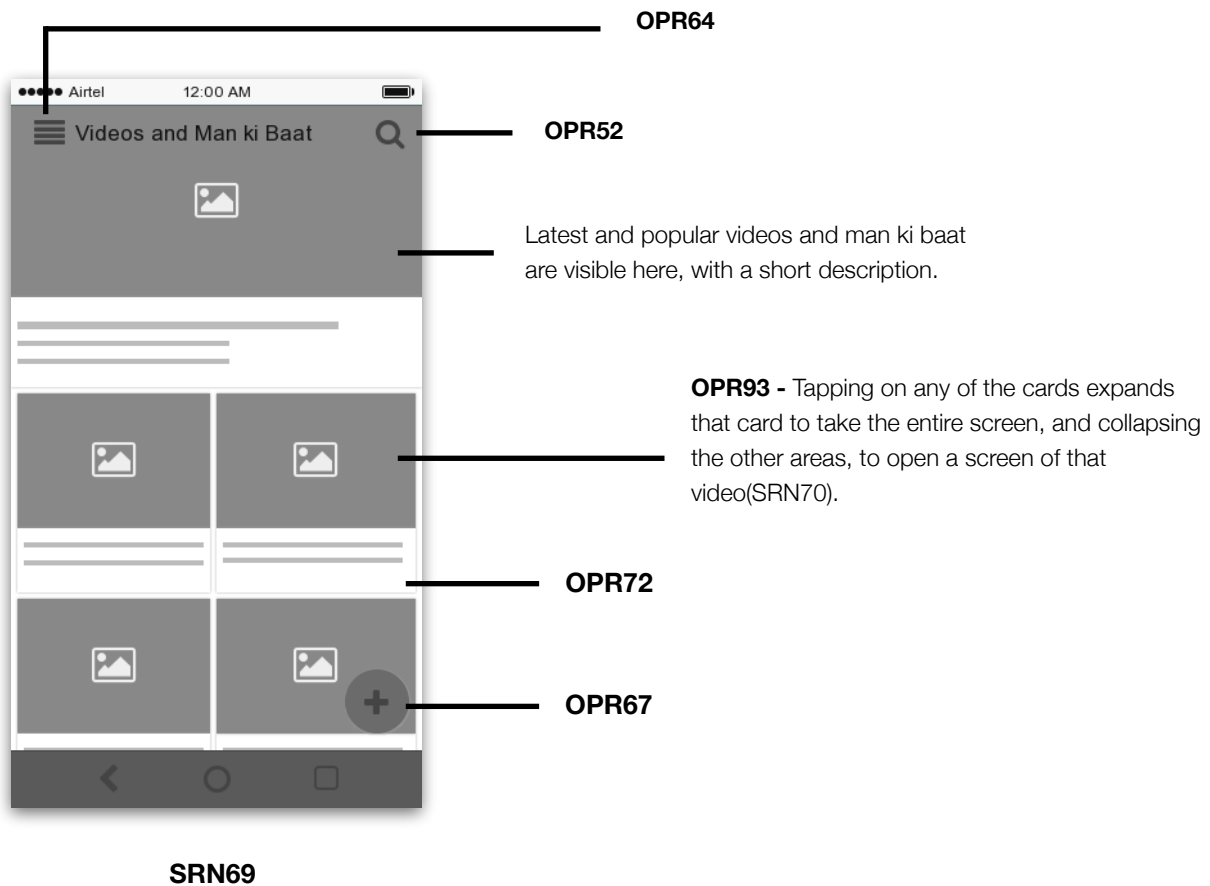 OPR64
Airtel 12:00 AM
Videos and Man ki Baat
OPR52
Latest and popular videos and man ki baat
are visible here, with a short description.
OPR93 - Tapping on any of the cards expands
that card to take the entire screen, and collapsing
the other areas, to open a screen of that
video(SRN70).
OPR72
OPR67
SRN69